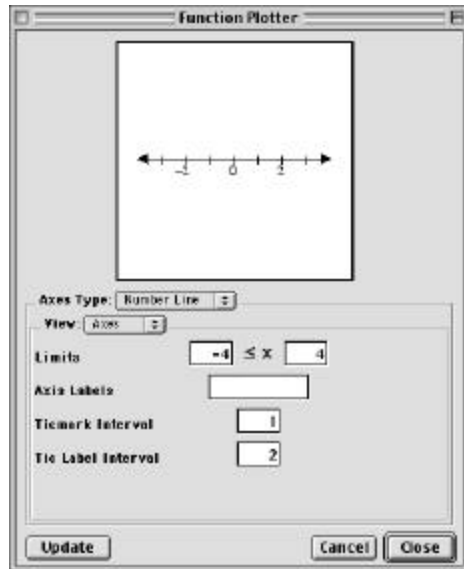 Function Plotter
-2 0 2
Axes Type: Number Line
View: Axes
Limits -4 ≤ x 4
Axis Labels
Ticmark Interval 1
Tic Label Interval 2
Update Cancel Close